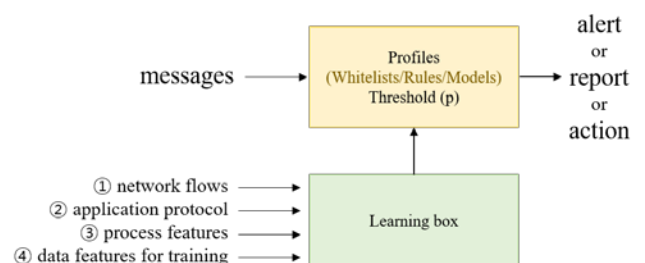 alert
or
report
or
action
messages
Profiles
(Whitelists/Rules/Models)
Threshold (p)
① network flows
② application protocol
③ process features
④ data features for training
Learning box